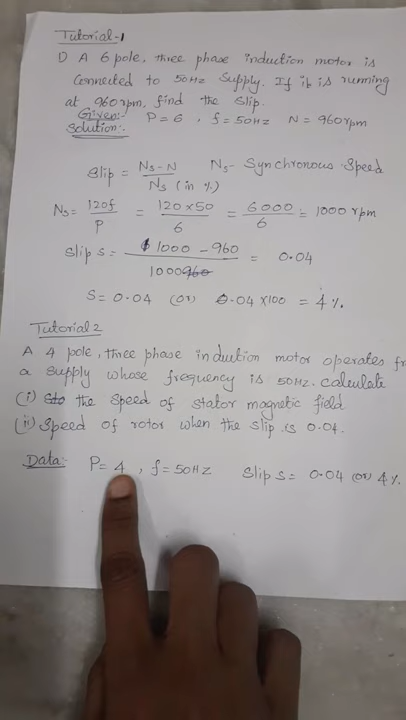 Tutorial-1
1) A 6 pole, three phase induction motor is
Connected to 50Hz Supply. If it is running
at 960 rpm, find the Slip.
Given:- P = 6 , f = 50Hz N = 960rpm
Solution:-
Slip = Ns-N / Ns (in %) Ns- Synchronous Speed
Ns = 120f / P = 120×50 / 6 = 6000 / 6 = 1000 rpm
Slip s = 1000 - 960 / 1000 = 0.04
S = 0.04 (or) 0.04 ×100 = 4%.
Tutorial 2
A 4 pole, three phase induction motor operates
a supply whose frequency is 50Hz. Calculate
(i) the Speed of stator magnetic field
(ii) Speed of rotor when the slip is 0.04.
Data:- P= 4 , f = 50HZ Slip S = 0.04 (or) 4%.